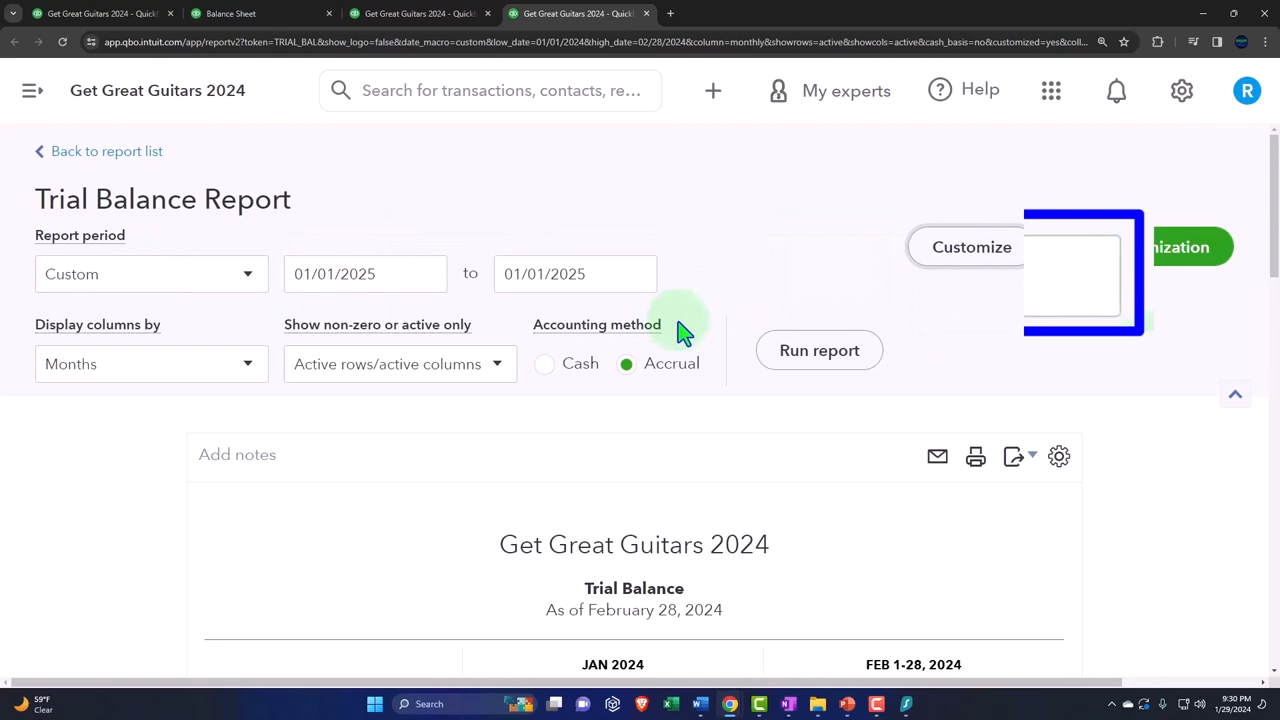 Get Great Guitars 2024 - QuickB
Balance Sheet
Get Great Guitars 2024 - QuickB
Get Great Guitars 2024 - QuickB
app.qbo.intuit.com/app/reportv2?token=TRIAL_BAL&show_logo=false&date_macro=custom&low_date=01/01/2024&high_date=02/28/2024&column=monthly&showrows=active&showcols=active&cash_basis=no&customized=yes&coll...
Get Great Guitars 2024
Search for transactions, contacts, re...
My experts
Help
R
Back to report list
Trial Balance Report
Report period
Custom
01/01/2025
to
01/01/2025
Customize
nization
Display columns by
Show non-zero or active only
Accounting method
Months
Active rows/active columns
Cash
Accrual
Run report
Add notes
Get Great Guitars 2024
Trial Balance
As of February 28, 2024
JAN 2024
FEB 1-28, 2024
59°F
Clear
Search
9:30 PM
1/29/2024